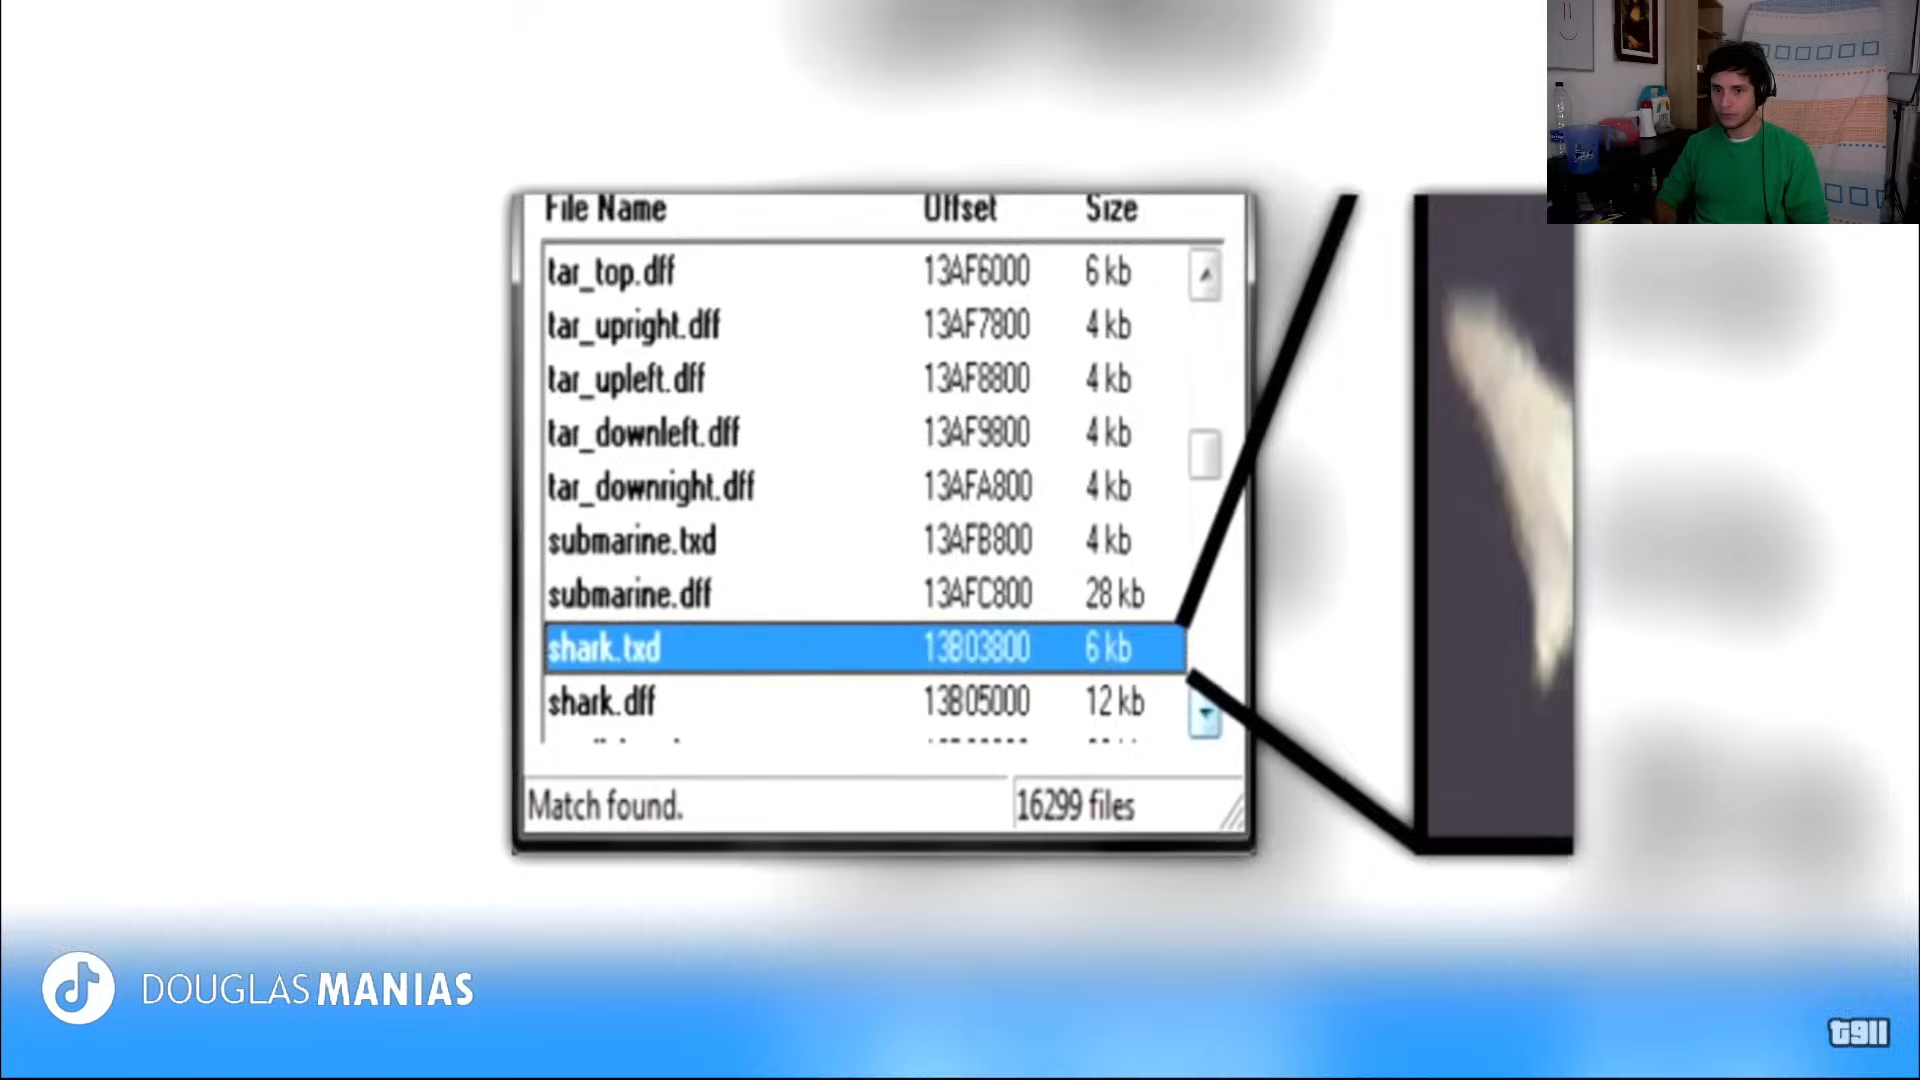 File Name Offset Size
tar_top.dff 13AF6000 6 kb
tar_upright.dff 13AF7800 4 kb
tar_upleft.dff 13AF8800 4 kb
tar_downleft.dff 13AF9800 4 kb
tar_downright.dff 13AFA800 4 kb
submarine.txd 13AFB800 4 kb
submarine.dff 13AFC800 28 kb
shark.txd 13B03800 6 kb
shark.dff 13B05000 12 kb
Match found. 16299 files
DOUGLASMANIAS
tgll